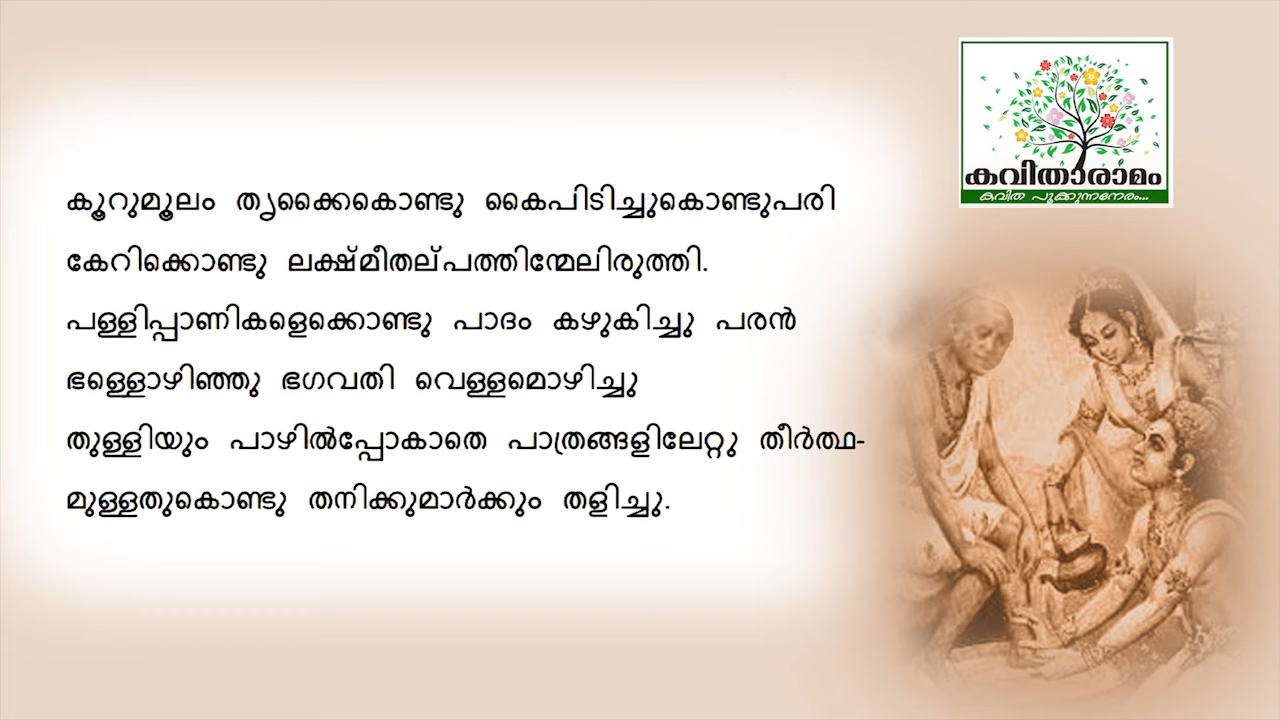 കവിതാരാമം
കവിത പൂക്കുന്നനേരം...
കൂറുമൂലം തൃക്കൈകൊണ്ടു കൈപിടിച്ചുകൊണ്ടുപരി
കേറിക്കൊണ്ടു ലക്ഷ്മീതല്പത്തിന്മേലിരുത്തി.
പള്ളിപ്പാണികളെക്കൊണ്ടു പാദം കഴുകിച്ചു പരൻ
ഭള്ളൊഴിഞ്ഞു ഭഗവതി വെള്ളമൊഴിച്ചു
തുള്ളിയും പാഴിൽപ്പോകാതെ പാത്രങ്ങളിലേറ്റു തീർത്ഥ-
മുള്ളതുകൊണ്ടു തനിക്കുമാർക്കും തളിച്ചു.